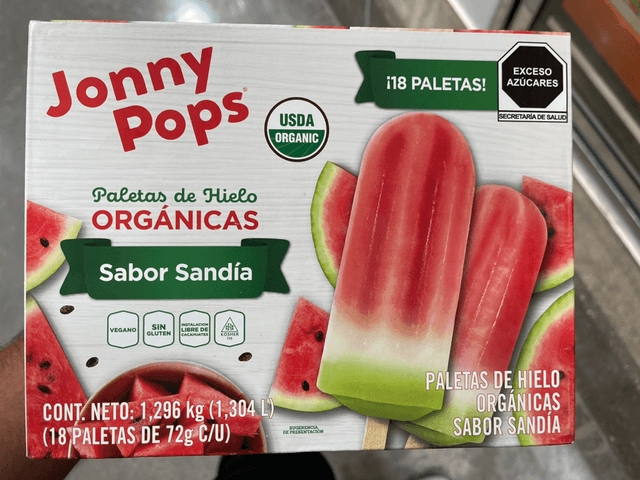 Jonny
Pops
USDA
ORGANIC
¡18 PALETAS!
EXCESO
AZÚCARES
SECRETARÍA DE SALUD
Paletas de Hielo
ORGÁNICAS
Sabor Sandía
VEGANO
SIN
GLUTEN
INSTALACION
LIBRE DE
CACAHUATES
KOSHER
CONT. NETO: 1,296 kg (1,304 L)
(18 PALETAS DE 72g C/U)
SUGERENCIA
DE PRESENTACIÓN
PALETAS DE HIELO
ORGÁNICAS
SABOR SANDÍA